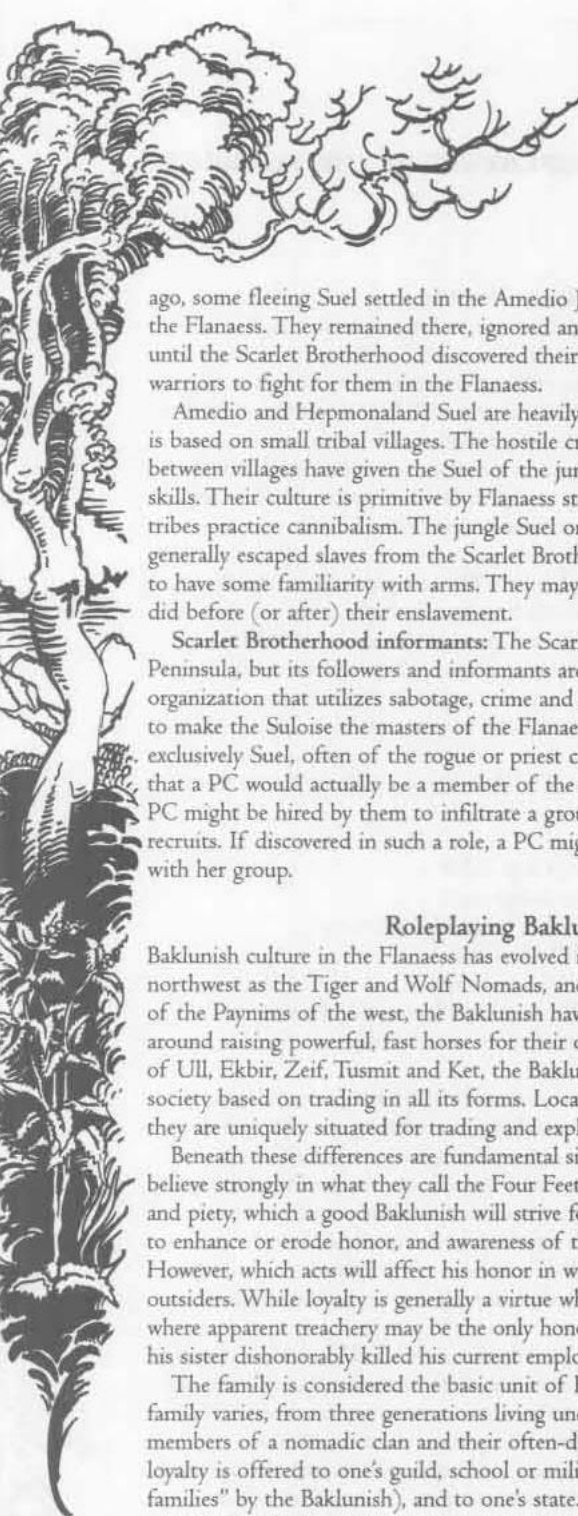 ago, some fleeing Suel settled in the Amedio
the Flanaess. They remained there, ignored an
until the Scarlet Brotherhood discovered their
warriors to fight for them in the Flanaess.
Amedio and Hepmonaland Suel are heavily
is based on small tribal villages. The hostile cr
between villages have given the Suel of the jun
skills. Their culture is primitive by Flanaess st
tribes practice cannibalism. The jungle Suel or
generally escaped slaves from the Scarlet Broth
to have some familiarity with arms. They may
did before (or after) their enslavement.
Scarlet Brotherhood informants: The Scar
Peninsula, but its followers and informants are
organization that utilizes sabotage, crime and
to make the Suloise the masters of the Flanae
exclusively Suel, often of the rogue or priest c
that a PC would actually be a member of the
PC might be hired by them to infiltrate a grou
recruits. If discovered in such a role, a PC mig
with her group.
Roleplaying Baklu
Baklunish culture in the Flanaess has evolved i
northwest as the Tiger and Wolf Nomads, and
of the Paynims of the west, the Baklunish hav
around raising powerful, fast horses for their c
of Ull, Ekbir, Zeif, Tusmit and Ket, the Baklu
society based on trading in all its forms. Loca
they are uniquely situated for trading and expl
Beneath these differences are fundamental si
believe strongly in what they call the Four Feet
and piety, which a good Baklunish will strive f
to enhance or erode honor, and awareness of t
However, which acts will affect his honor in w
outsiders. While loyalty is generally a virtue wh
where apparent treachery may be the only hono
his sister dishonorably killed his current emplo
The family is considered the basic unit of
family varies, from three generations living un
members of a nomadic clan and their often-d
loyalty is offered to one's guild, school or mili
families" by the Baklunish), and to one's state.